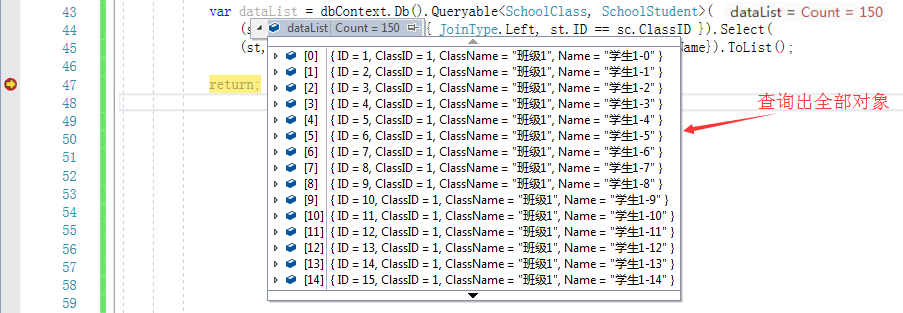 43 var dataList = dbContext.Db().Queryable<SchoolClass, SchoolStudent>( dataList = Count = 150
44 (s dataList Count = 150 { JoinType.Left, st.ID == sc.ClassID }).Select(
45 (st, Name}).ToList();
46
47 return;
48
49
50
51
52
53
54
55
56
57
58
59
[0] { ID = 1, ClassID = 1, ClassName = "班级1", Name = "学生1-0" }
[1] { ID = 2, ClassID = 1, ClassName = "班级1", Name = "学生1-1" }
[2] { ID = 3, ClassID = 1, ClassName = "班级1", Name = "学生1-2" }
[3] { ID = 4, ClassID = 1, ClassName = "班级1", Name = "学生1-3" }
[4] { ID = 5, ClassID = 1, ClassName = "班级1", Name = "学生1-4" }
[5] { ID = 6, ClassID = 1, ClassName = "班级1", Name = "学生1-5" }
[6] { ID = 7, ClassID = 1, ClassName = "班级1", Name = "学生1-6" }
[7] { ID = 8, ClassID = 1, ClassName = "班级1", Name = "学生1-7" }
[8] { ID = 9, ClassID = 1, ClassName = "班级1", Name = "学生1-8" }
[9] { ID = 10, ClassID = 1, ClassName = "班级1", Name = "学生1-9" }
[10] { ID = 11, ClassID = 1, ClassName = "班级1", Name = "学生1-10" }
[11] { ID = 12, ClassID = 1, ClassName = "班级1", Name = "学生1-11" }
[12] { ID = 13, ClassID = 1, ClassName = "班级1", Name = "学生1-12" }
[13] { ID = 14, ClassID = 1, ClassName = "班级1", Name = "学生1-13" }
[14] { ID = 15, ClassID = 1, ClassName = "班级1", Name = "学生1-14" }
查询出全部对象